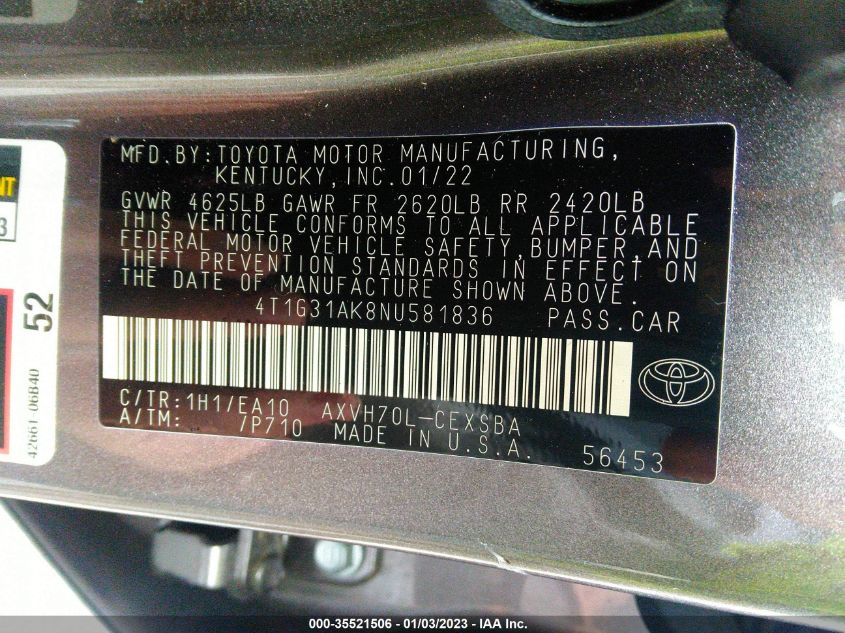 MFD.BY:TOYOTA MOTOR MANUFACTURING,
KENTUCKY,INC.01/22
GVWR 4625LB GAWR FR 2620LB RR 2420LB
THIS VEHICLE CONFORMS TO ALL APPLICABLE
FEDERAL MOTOR VEHICLE SAFETY,BUMPER,AND
THEFT PREVENTION STANDARDS IN EFFECT ON
THE DATE OF MANUFACTURE SHOWN ABOVE.
4T1G31AK8NU581836 PASS.CAR
C/TR:1H1/EA10 AXVH70L-CEXSBA
A/TM: /P710 MADE IN U.S.A. 56453
NT
3
52
42661-06B40
000-35521506 - 01/03/2023 - IAA Inc.